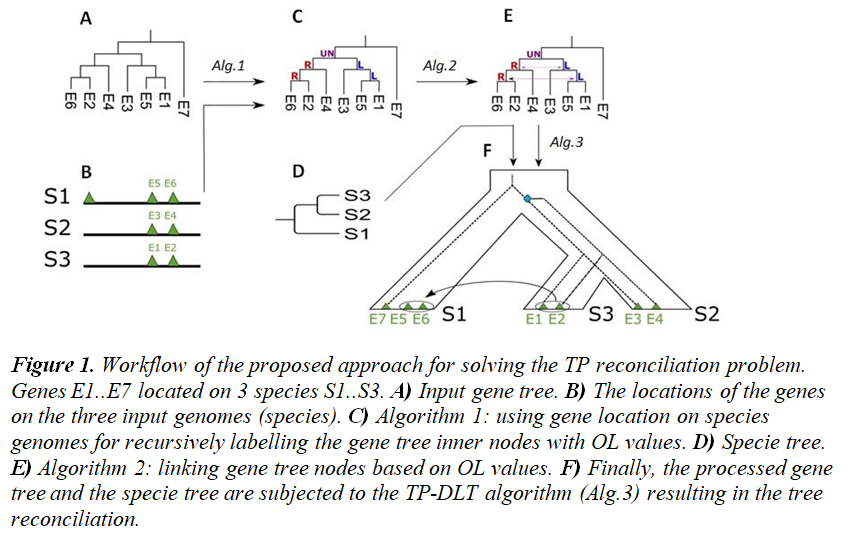 A
C
E
UN
UN
R
L
R
L
Alg.1
Alg.2
R
L
R
L
E6 E2 E4 E3 E5 E1 E7
E6 E2 E4 E3 E5 E1 E7
E6 E2 E4 E3 E5 E1 E7
Alg.3
B
D
F
S1
E5 E6
S2
E3 E4
S3
E1 E2
S3
S2
S1
E7 E5 E6 S1
E1 E2 S3
E3 E4 S2
Figure 1. Workflow of the proposed approach for solving the TP reconciliation problem.
Genes E1..E7 located on 3 species S1..S3. A) Input gene tree. B) The locations of the genes
on the three input genomes (species). C) Algorithm 1: using gene location on species
genomes for recursively labelling the gene tree inner nodes with OL values. D) Specie tree.
E) Algorithm 2: linking gene tree nodes based on OL values. F) Finally, the processed gene
tree and the specie tree are subjected to the TP-DLT algorithm (Alg.3) resulting in the tree
reconciliation.